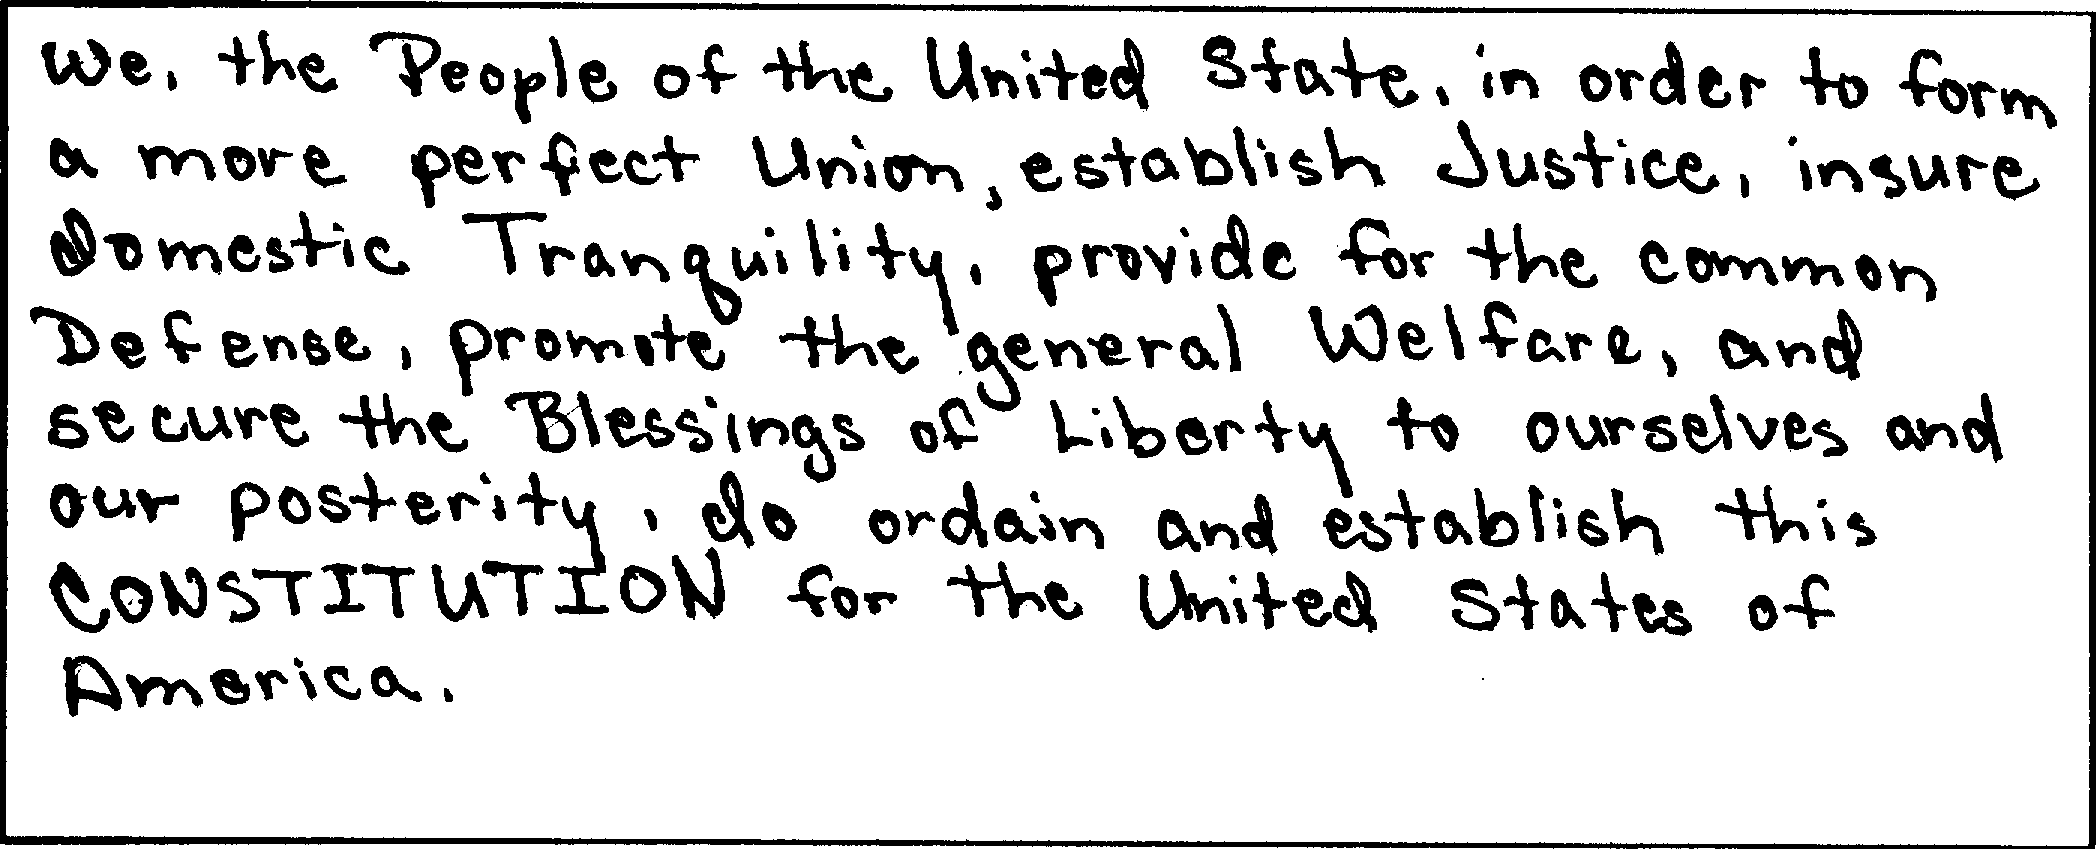 We, the People of the United State, in order to form
a more perfect Union, establish Justice, insure
domestic Tranquility, provide for the common
Defense, promote the general Welfare, and
secure the Blessings of Liberty to ourselves and
our posterity, do ordain and establish this
CONSTITUTION for the United States of
America.